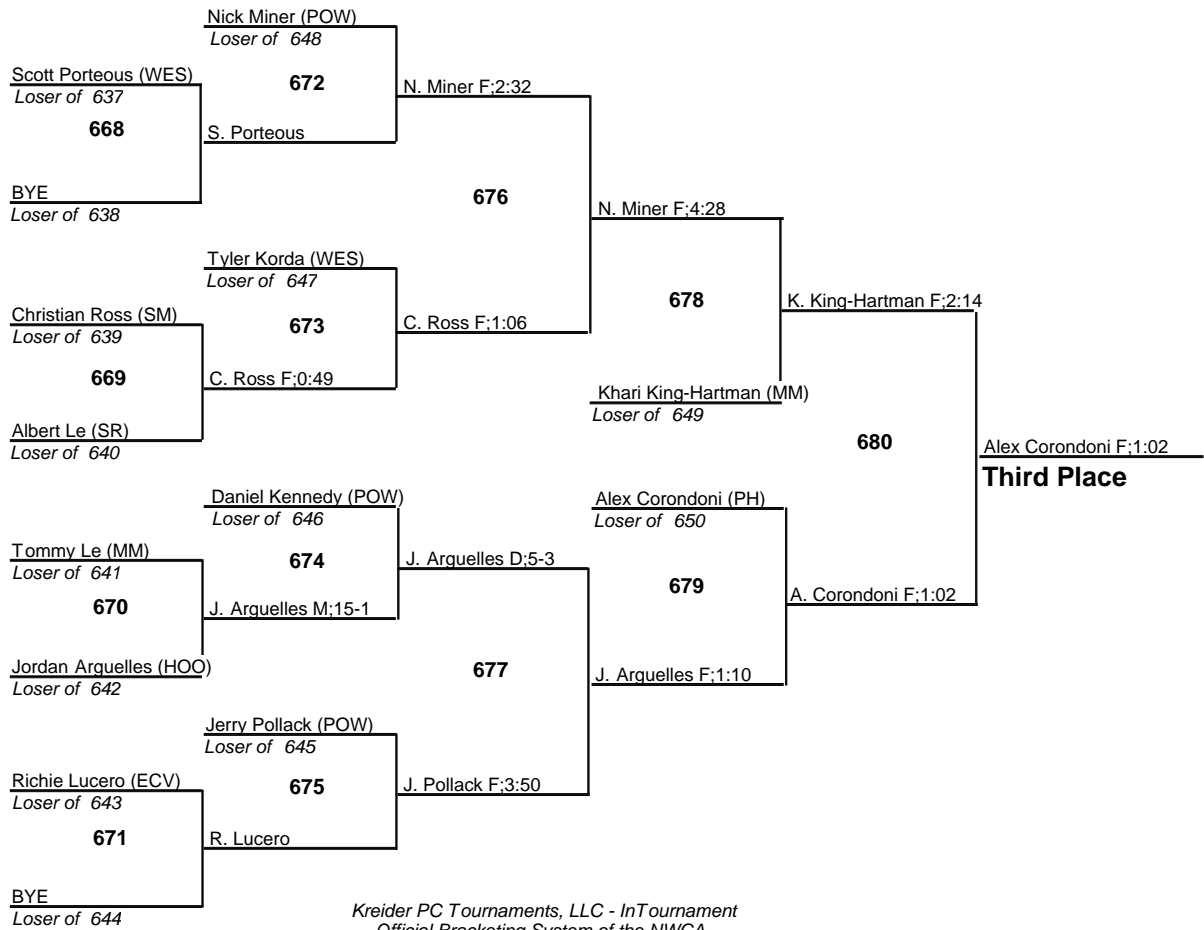 Nick Miner (POW)
Loser of 648
Scott Porteous (WES)
Loser of 637
672
N. Miner F;2:32
668
S. Porteous
BYE
Loser of 638
676
N. Miner F;4:28
Tyler Korda (WES)
Loser of 647
678
K. King-Hartman F;2:14
Christian Ross (SM)
Loser of 639
673
C. Ross F;1:06
669
C. Ross F;0:49
Khari King-Hartman (MM)
Loser of 649
Albert Le (SR)
Loser of 640
680
Alex Corondoni F;1:02
Third Place
Daniel Kennedy (POW)
Loser of 646
Alex Corondoni (PH)
Loser of 650
Tommy Le (MM)
Loser of 641
674
J. Arguelles D;5-3
679
A. Corondoni F;1:02
670
J. Arguelles M;15-1
Jordan Arguelles (HOO)
Loser of 642
677
J. Arguelles F;1:10
Jerry Pollack (POW)
Loser of 645
Richie Lucero (ECV)
Loser of 643
675
J. Pollack F;3:50
671
R. Lucero
BYE
Loser of 644
Kreider PC Tournaments, LLC - InTournament
Official Bracketing System of the NWCA